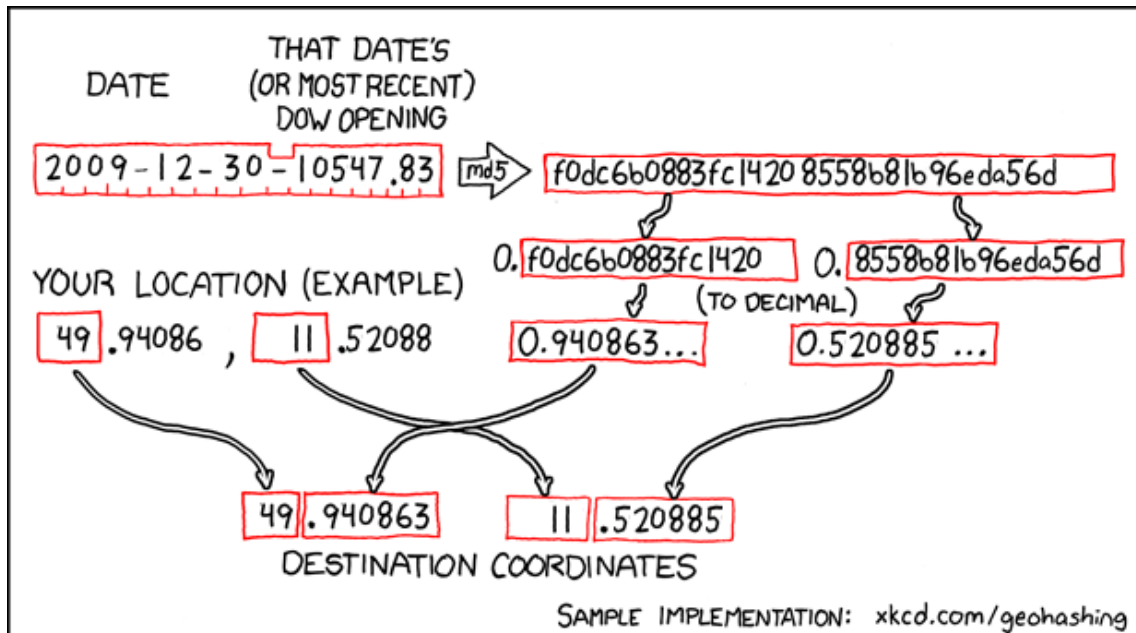 DATE
THAT DATE'S
(OR MOST RECENT)
DOW OPENING
2009-12-30-10547.83
md5
f0dc6b0883fc1420 8558b81b96eda56d
0.f0dc6b0883fc1420
0.8558b81b96eda56d
YOUR LOCATION (EXAMPLE)
(TO DECIMAL)
49.94086, 11.52088
0.940863...
0.520885 ...
49.940863
11.520885
DESTINATION COORDINATES
SAMPLE IMPLEMENTATION: xkcd.com/geohashing